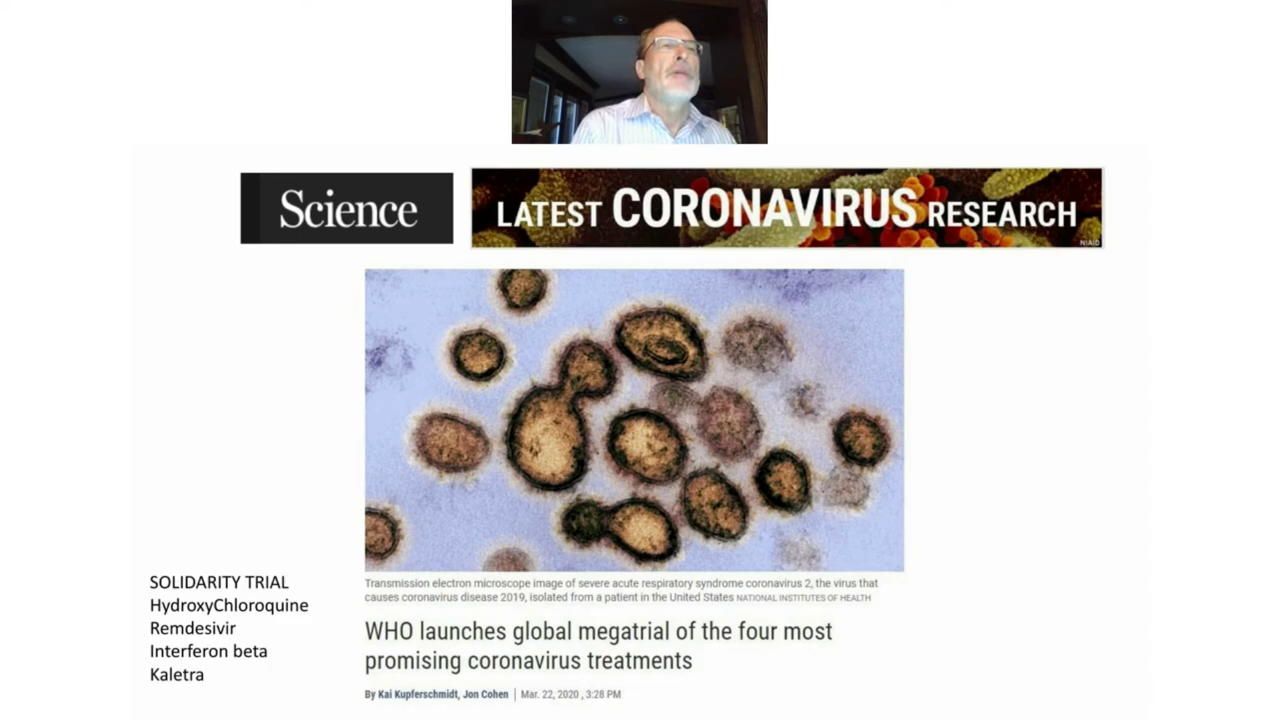 Science
LATEST CORONAVIRUS RESEARCH
NIAID
Transmission electron microscope image of severe acute respiratory syndrome coronavirus 2, the virus that
causes coronavirus disease 2019, isolated from a patient in the United States NATIONAL INSTITUTES OF HEALTH
SOLIDARITY TRIAL
HydroxyChloroquine
Remdesivir
Interferon beta
Kaletra
WHO launches global megatrial of the four most
promising coronavirus treatments
By Kai Kupferschmidt, Jon Cohen | Mar. 22, 2020 , 3:28 PM